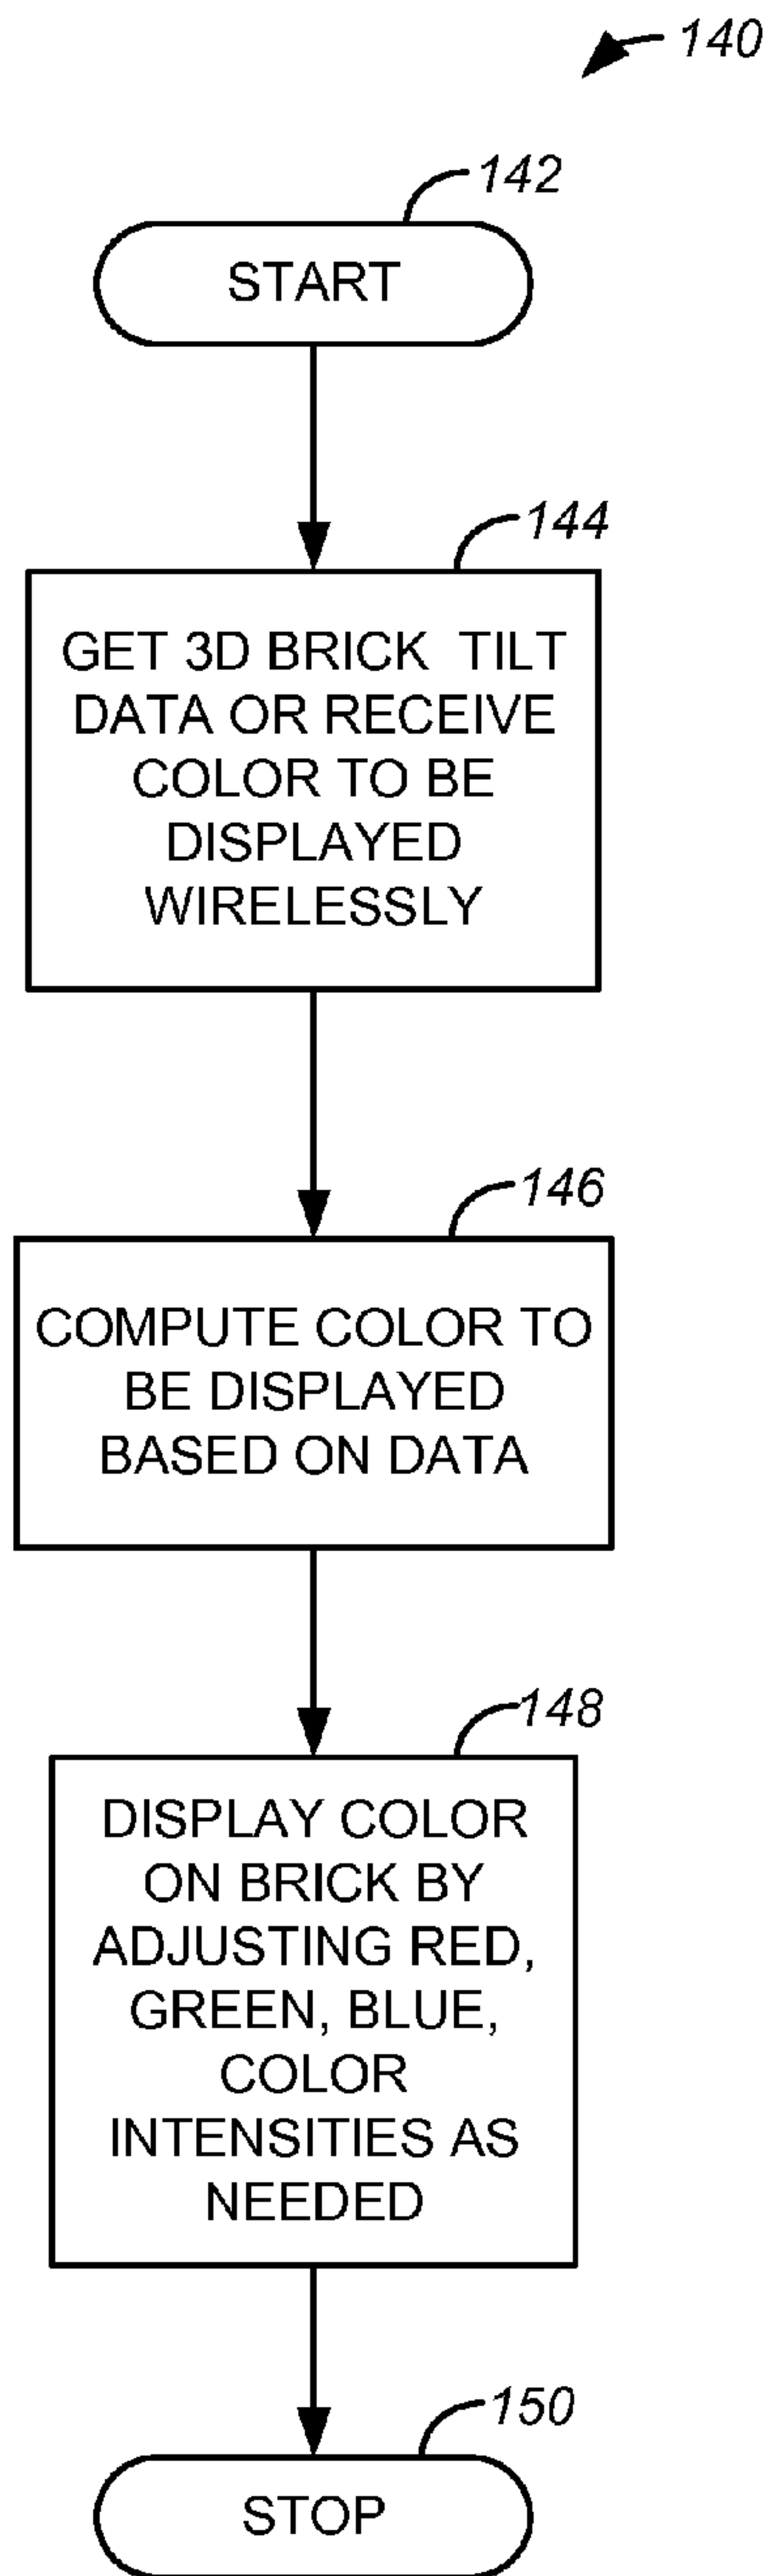 140
142
START
144
GET 3D BRICK TILT
DATA OR RECEIVE
COLOR TO BE
DISPLAYED
WIRELESSLY
146
COMPUTE COLOR TO
BE DISPLAYED
BASED ON DATA
148
DISPLAY COLOR
ON BRICK BY
ADJUSTING RED,
GREEN, BLUE,
COLOR
INTENSITIES AS
NEEDED
150
STOP